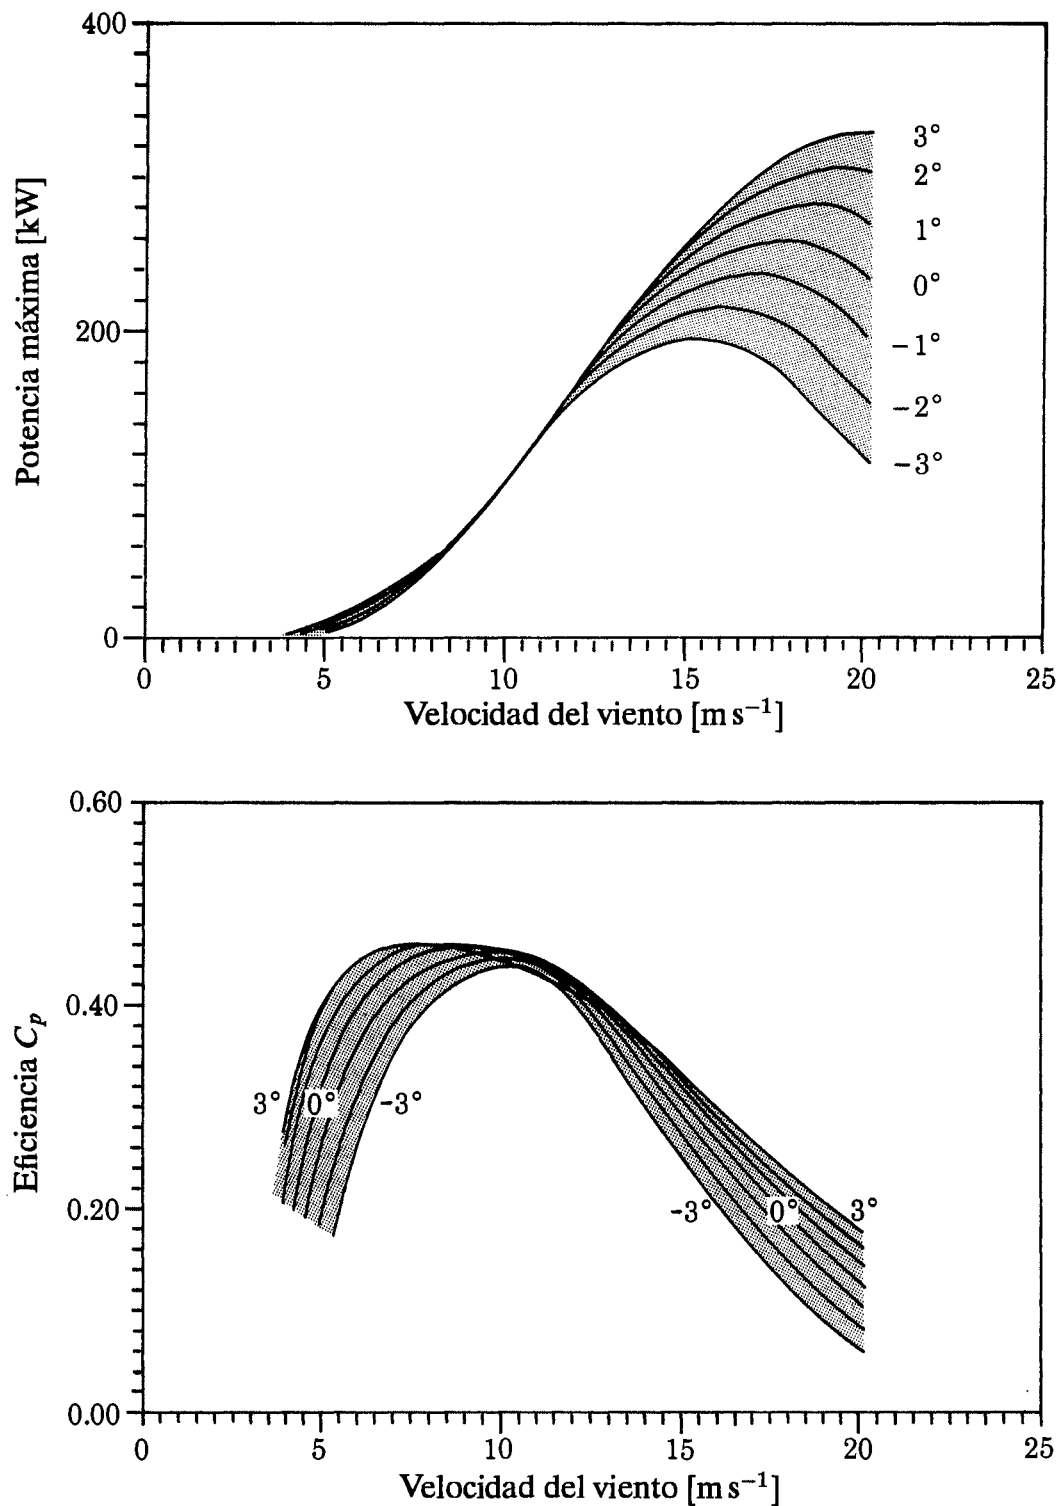 400
200
0
Potencia máxima [kW]
3°
2°
1°
0°
-1°
-2°
-3°
0 5 10 15 20 25
Velocidad del viento [m s⁻¹]
0.60
0.40
0.20
0.00
Eficiencia Cₚ
3° 0° -3°
-3° 0° 3°
0 5 10 15 20 25
Velocidad del viento [m s⁻¹]